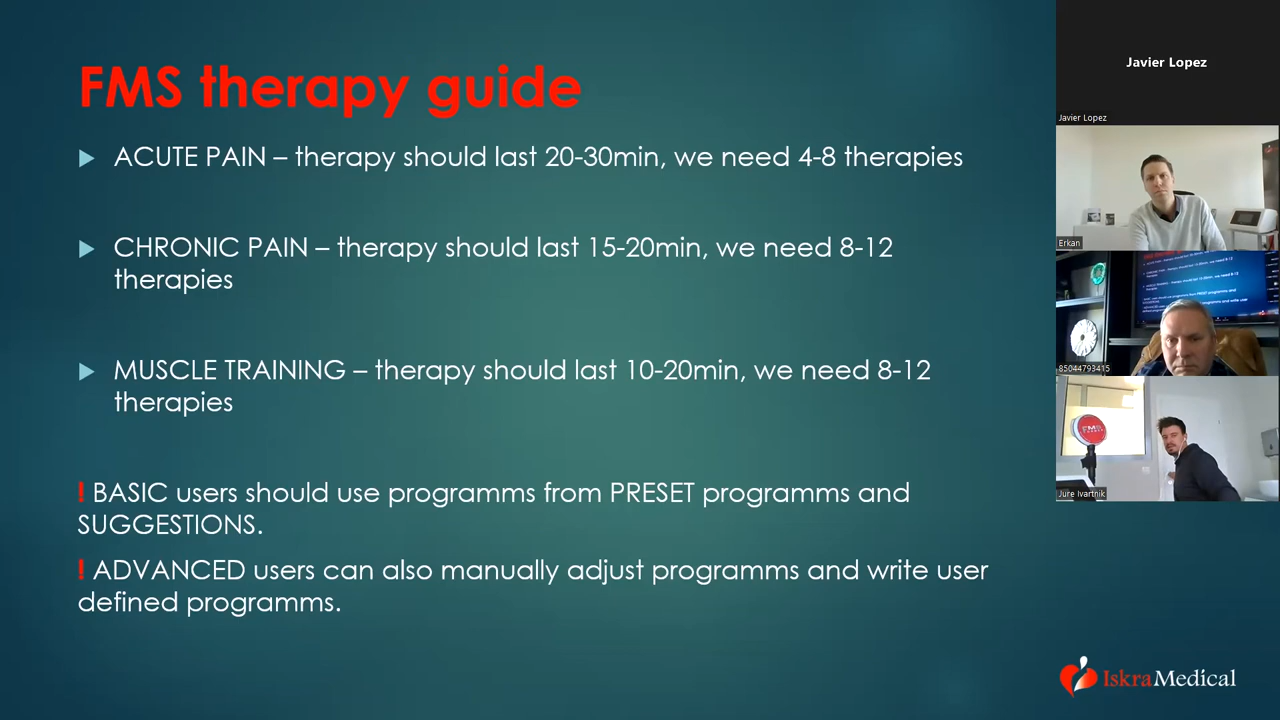 FMS therapy guide
ACUTE PAIN – therapy should last 20-30min, we need 4-8 therapies
CHRONIC PAIN – therapy should last 15-20min, we need 8-12
therapies
MUSCLE TRAINING – therapy should last 10-20min, we need 8-12
therapies
! BASIC users should use programms from PRESET programms and
SUGGESTIONS.
! ADVANCED users can also manually adjust programms and write user
defined programms.
IskraMedical
Javier Lopez
Javier Lopez
Erkan
85044793415
FMS
Jure Ivartnik